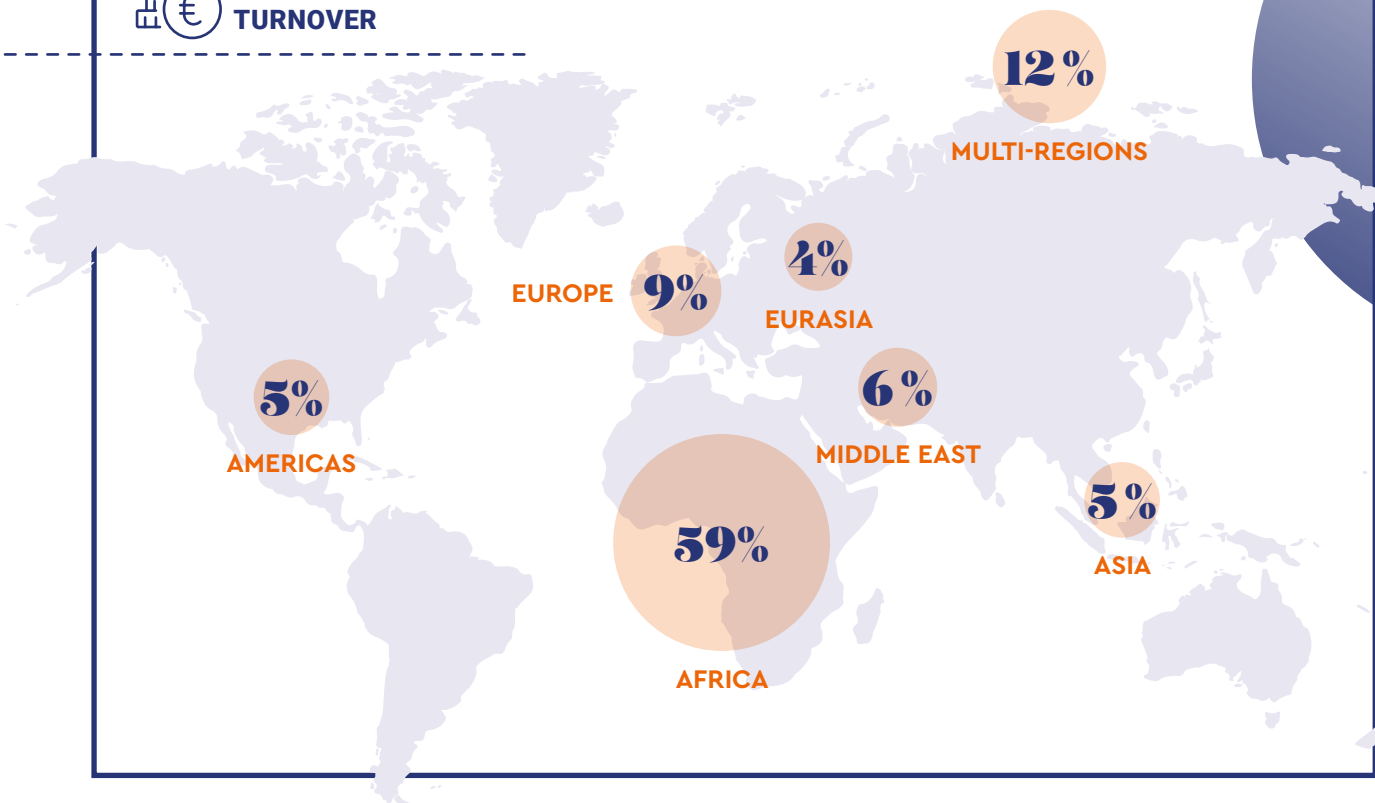 €
TURNOVER
12 %
MULTI-REGIONS
4%
EURASIA
EUROPE
9%
6 %
MIDDLE EAST
5%
AMERICAS
5 %
ASIA
59%
AFRICA